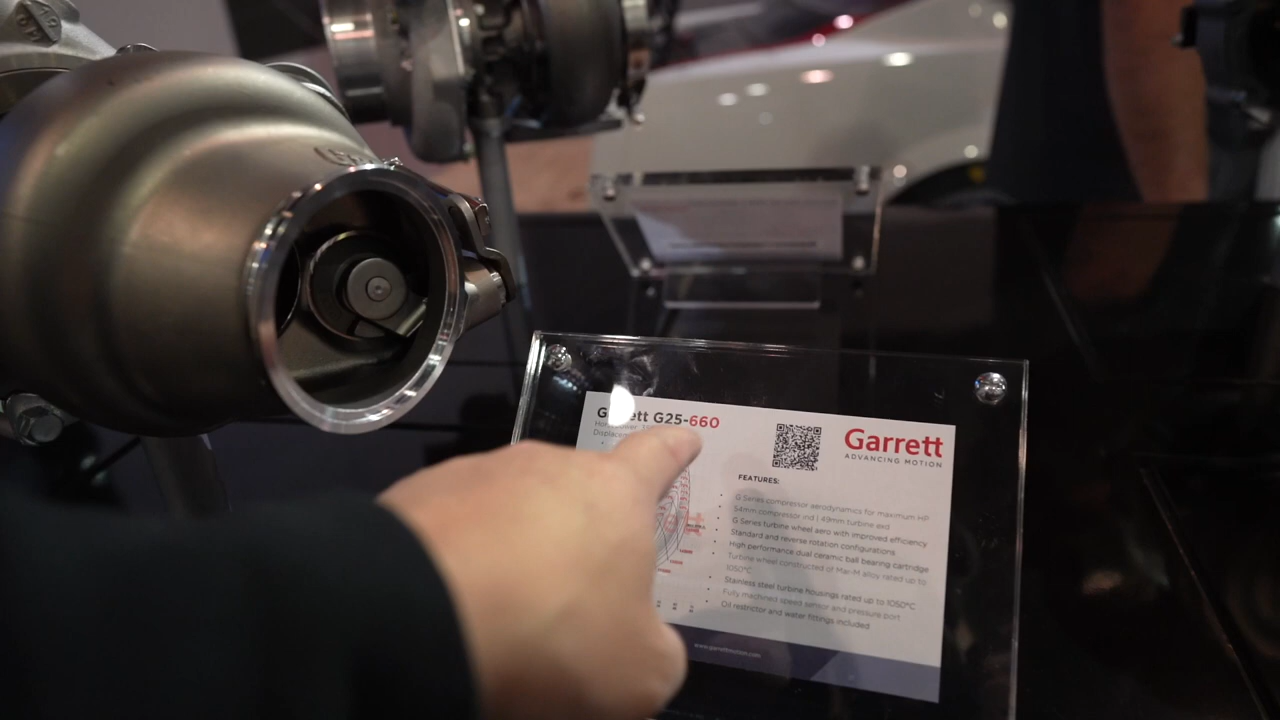 Garrett G25-660
Garrett
ADVANCING MOTION
FEATURES:
G Series compressor aerodynamics for maximum HP
54mm compressor ind | 49mm turbine exd
G Series turbine wheel aero with improved efficiency
Standard and reverse rotation configurations
High performance dual ceramic ball bearing cartridge
Turbine wheel constructed of Mar-M alloy rated up to
1050°C
Stainless steel turbine housings rated up to 1050°C
Fully machined speed sensor and pressure port
Oil restrictor and water fittings included
www.garrettmotion.com